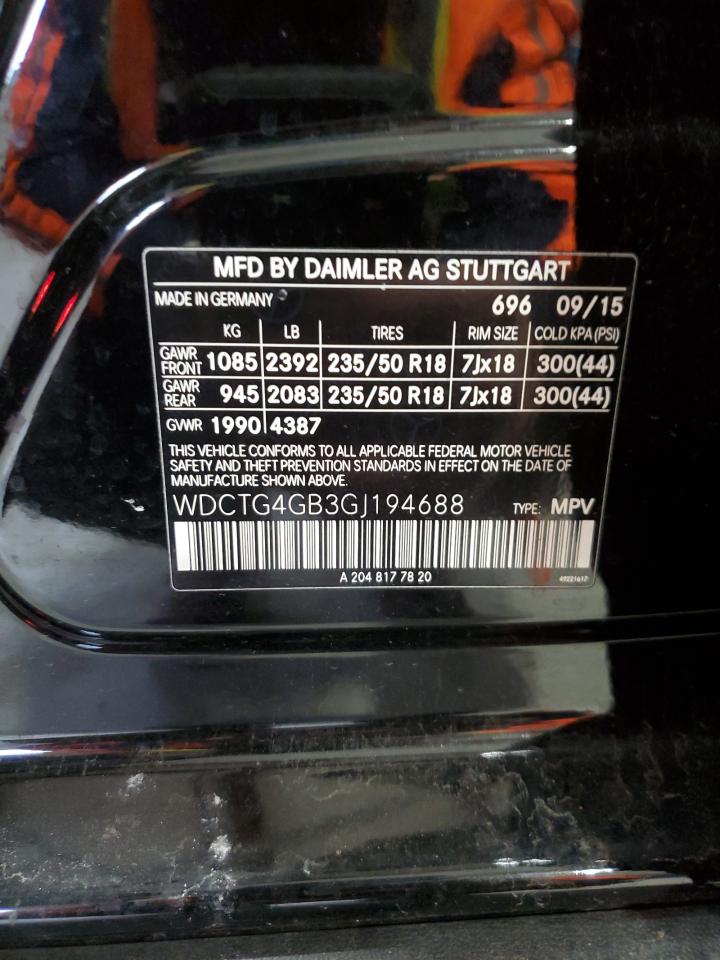 MFD BY DAIMLER AG STUTTGART
MADE IN GERMANY 696 09/15
KG LB TIRES RIM SIZE COLD KPA (PSI)
GAWR FRONT 1085 2392 235/50 R18 7Jx18 300(44)
GAWR REAR 945 2083 235/50 R18 7Jx18 300(44)
GVWR 1990 4387
THIS VEHICLE CONFORMS TO ALL APPLICABLE FEDERAL MOTOR VEHICLE
SAFETY AND THEFT PREVENTION STANDARDS IN EFFECT ON THE DATE OF
MANUFACTURE SHOWN ABOVE.
WDCTG4GB3GJ194688 TYPE: MPV
A 204 817 78 20